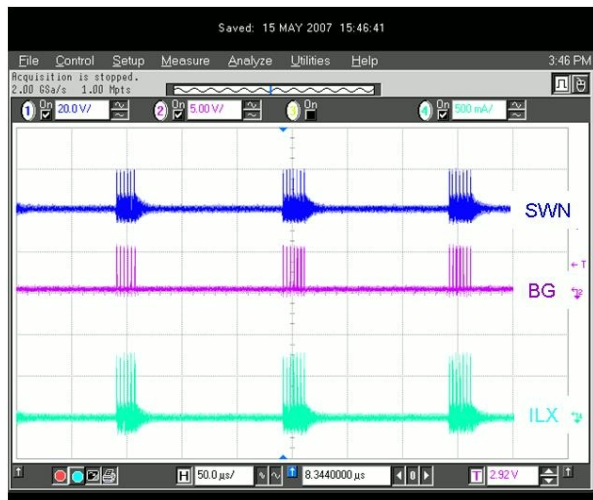 Saved: 15 MAY 2007 15:46:41
File Control Setup Measure Analyze Utilities Help 3:46 PM
Acquisition is stopped.
2.00 GSa/s 1.00 Mpts
1 On 20.0 V/ 2 On 5.00 V/ 3 On 4 On 500 mA/
SWN
T
BG
ILX
H 50.0 µs/ 8.3440000 µs 0 T 2.92 V